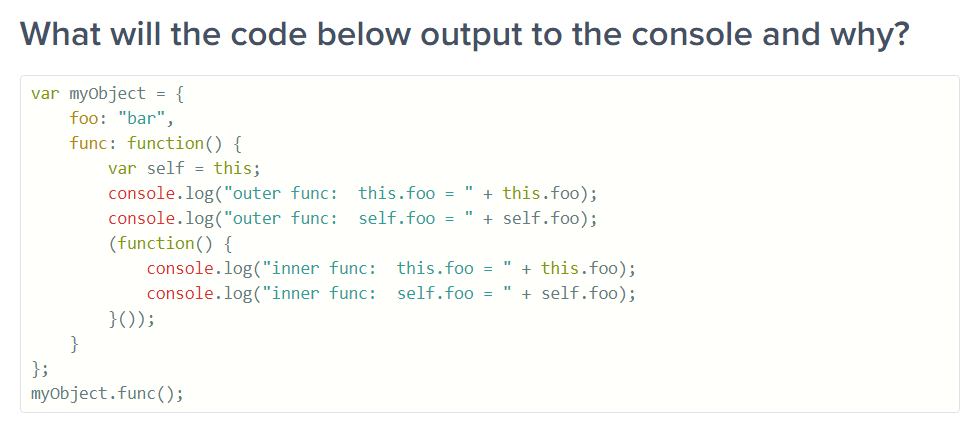 What will the code below output to the console and why?
var myObject = {
    foo: "bar",
    func: function() {
        var self = this;
        console.log("outer func:  this.foo = " + this.foo);
        console.log("outer func:  self.foo = " + self.foo);
        (function() {
            console.log("inner func:  this.foo = " + this.foo);
            console.log("inner func:  self.foo = " + self.foo);
        }());
    }
};
myObject.func();